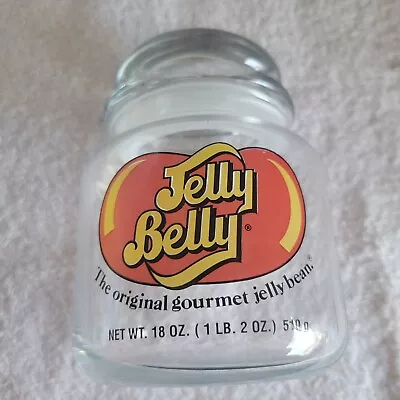 Jelly
Belly®
The original gourmet jelly bean.®
NET WT. 18 OZ. ( 1 LB. 2 OZ.) 510 g